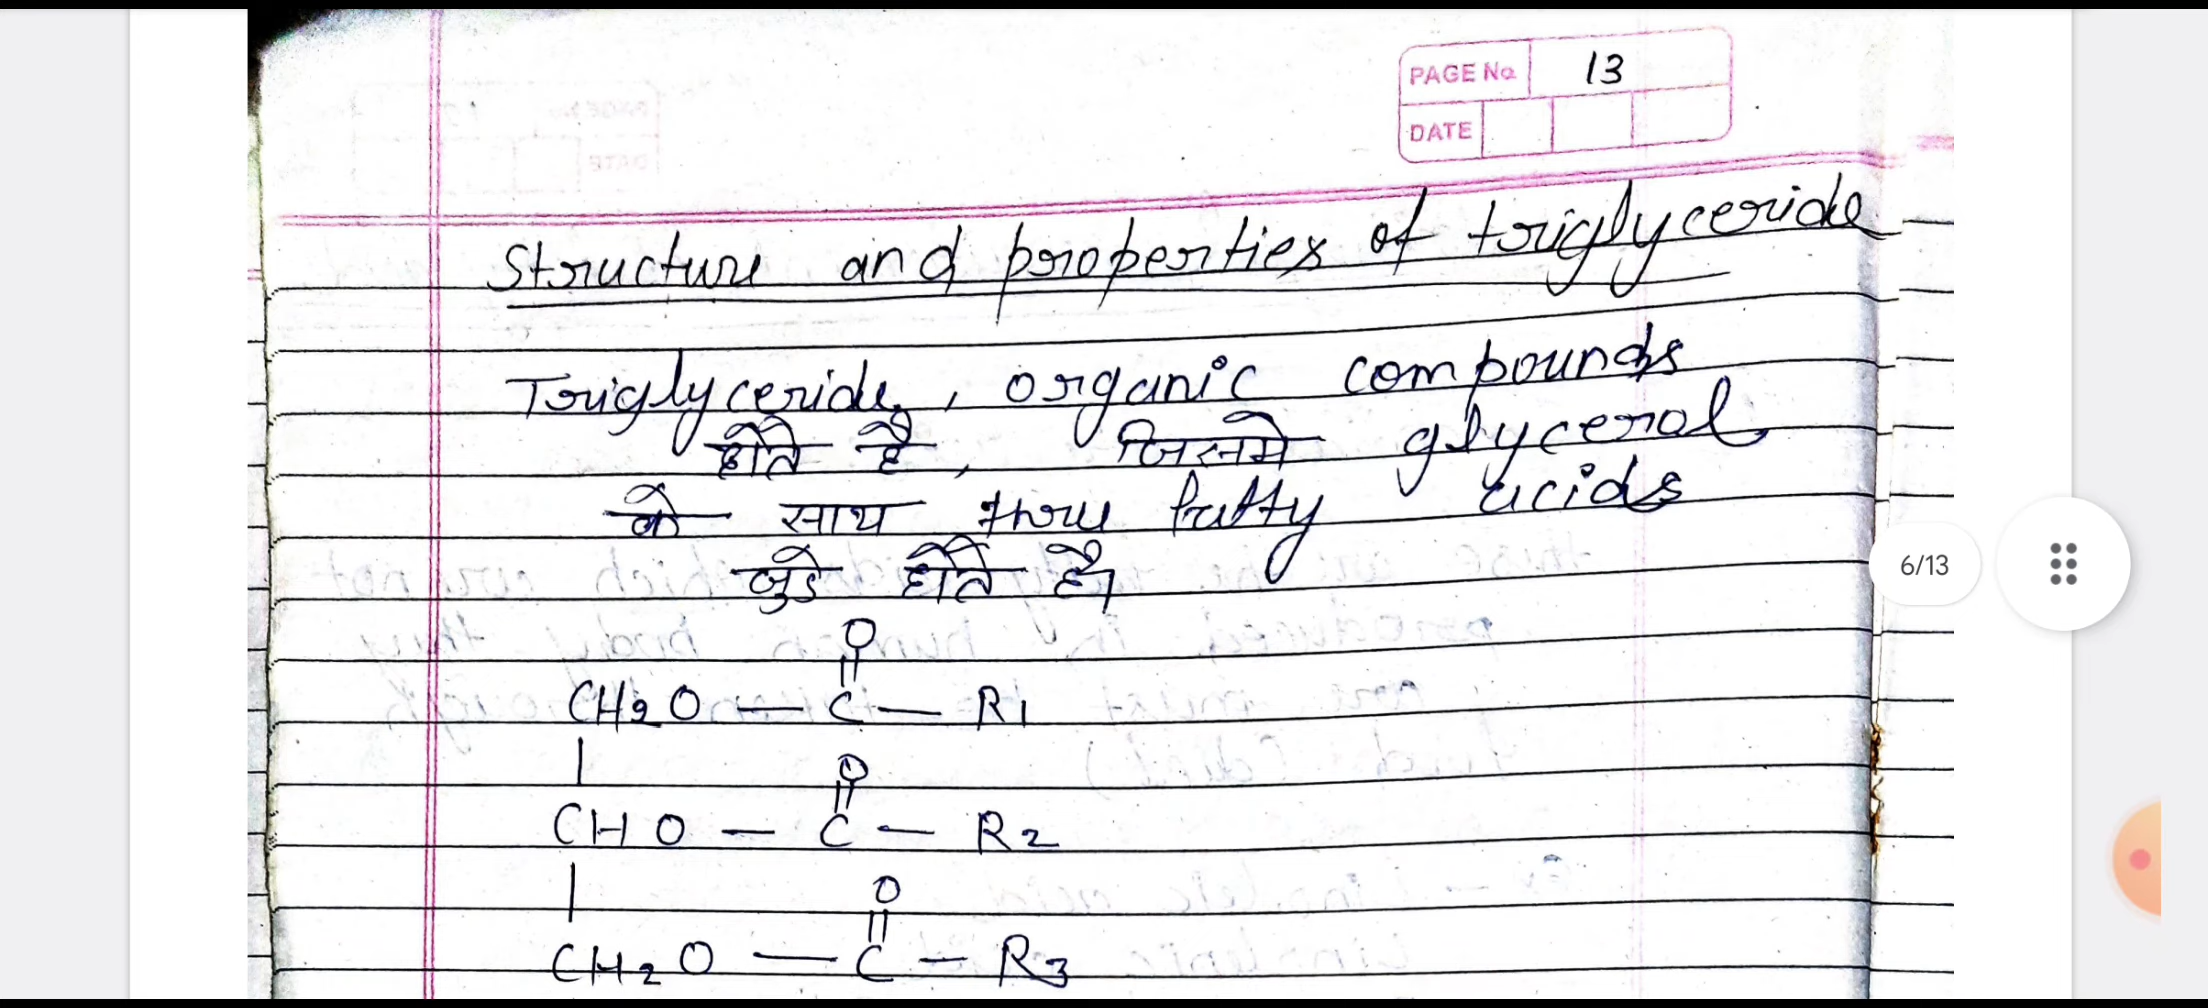 PAGE No. 13
DATE
Structure and properties of triglyceride
Triglyceride, organic compounds
होते है, जिसमे glycerol
के साथ three fatty acids
जुडे होते है।
O
CH2O — C — R1
O
CHO — C — R2
O
CH2O — C — R3
6/13